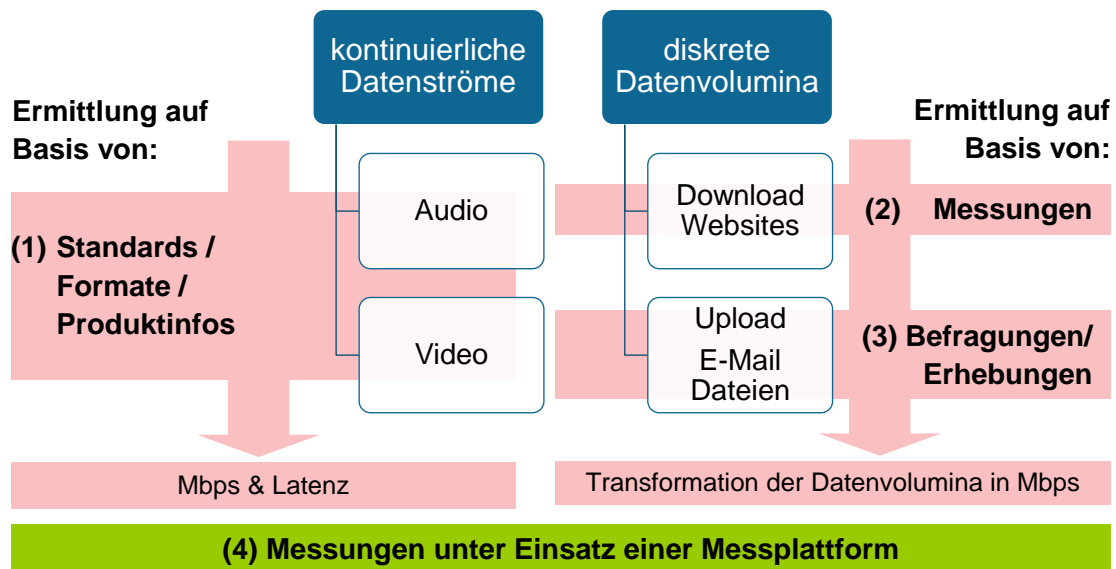 kontinuierliche
Datenströme
diskrete
Datenvolumina
Ermittlung auf
Basis von:
Ermittlung auf
Basis von:
Audio
Download
Websites
(2) Messungen
(1) Standards /
Formate /
Produktinfos
Video
Upload
E-Mail
Dateien
(3) Befragungen/
Erhebungen
Mbps & Latenz
Transformation der Datenvolumina in Mbps
(4) Messungen unter Einsatz einer Messplattform